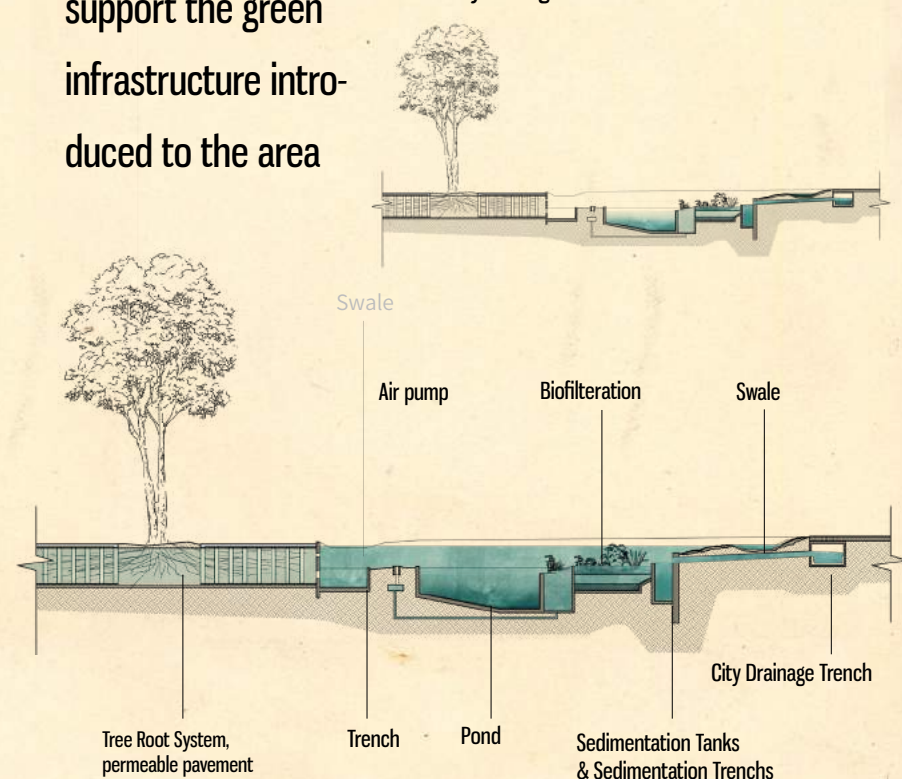 support the green
infrastructure intro-
duced to the area
Swale
Air pump
Biofilteration
Swale
City Drainage Trench
Tree Root System,
permeable pavement
Trench
Pond
Sedimentation Tanks
& Sedimentation Trenchs